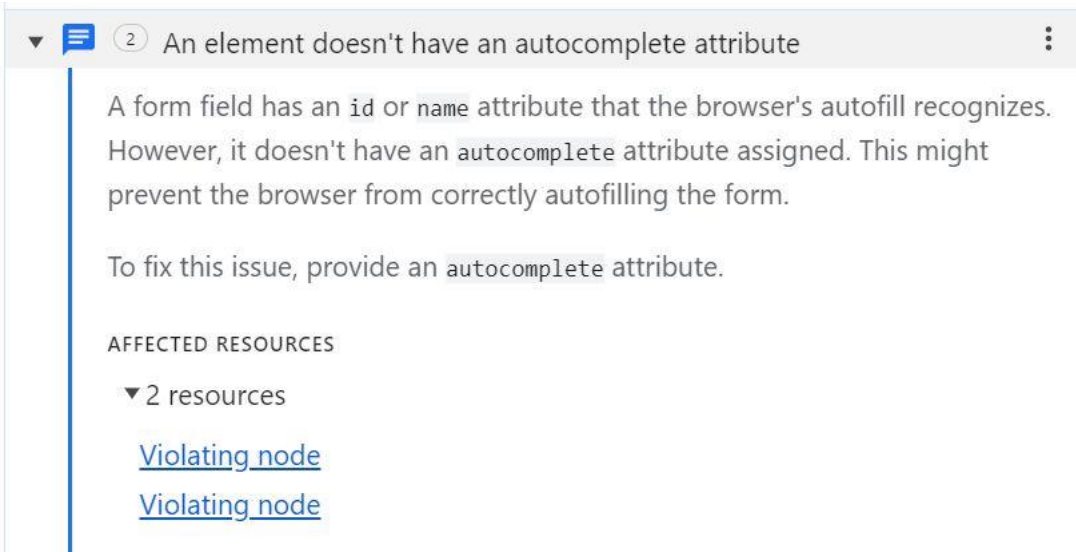 2 An element doesn't have an autocomplete attribute
A form field has an id or name attribute that the browser's autofill recognizes.
However, it doesn't have an autocomplete attribute assigned. This might
prevent the browser from correctly autofilling the form.
To fix this issue, provide an autocomplete attribute.
AFFECTED RESOURCES
2 resources
Violating node
Violating node